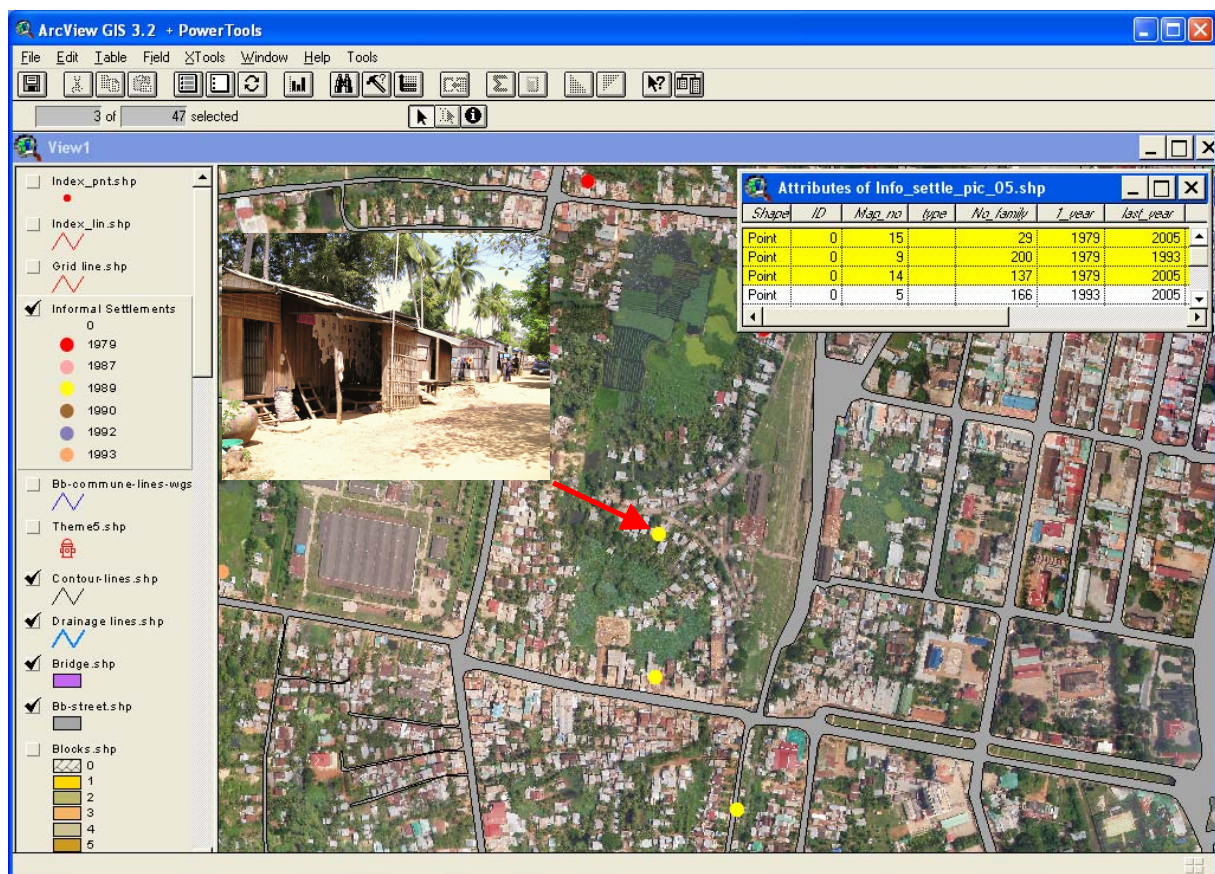 ArcView GIS 3.2 + PowerTools
File Edit Table Field XTools Window Help Tools
3 of 47 selected
View1
Index_pnt.shp
Index_lin.shp
Grid line.shp
Informal Settlements
0
1979
1987
1989
1990
1992
1993
Bb-commune-lines-wgs
Theme5.shp
Contour-lines.shp
Drainage lines.shp
Bridge.shp
Bb-street.shp
Blocks.shp
0
1
2
3
4
5
Attributes of Info_settle_pic_05.shp
Shape ID Map_no type No_family 1_year last_year
Point 0 15 29 1979 2005
Point 0 9 200 1979 1993
Point 0 14 137 1979 2005
Point 0 5 166 1993 2005